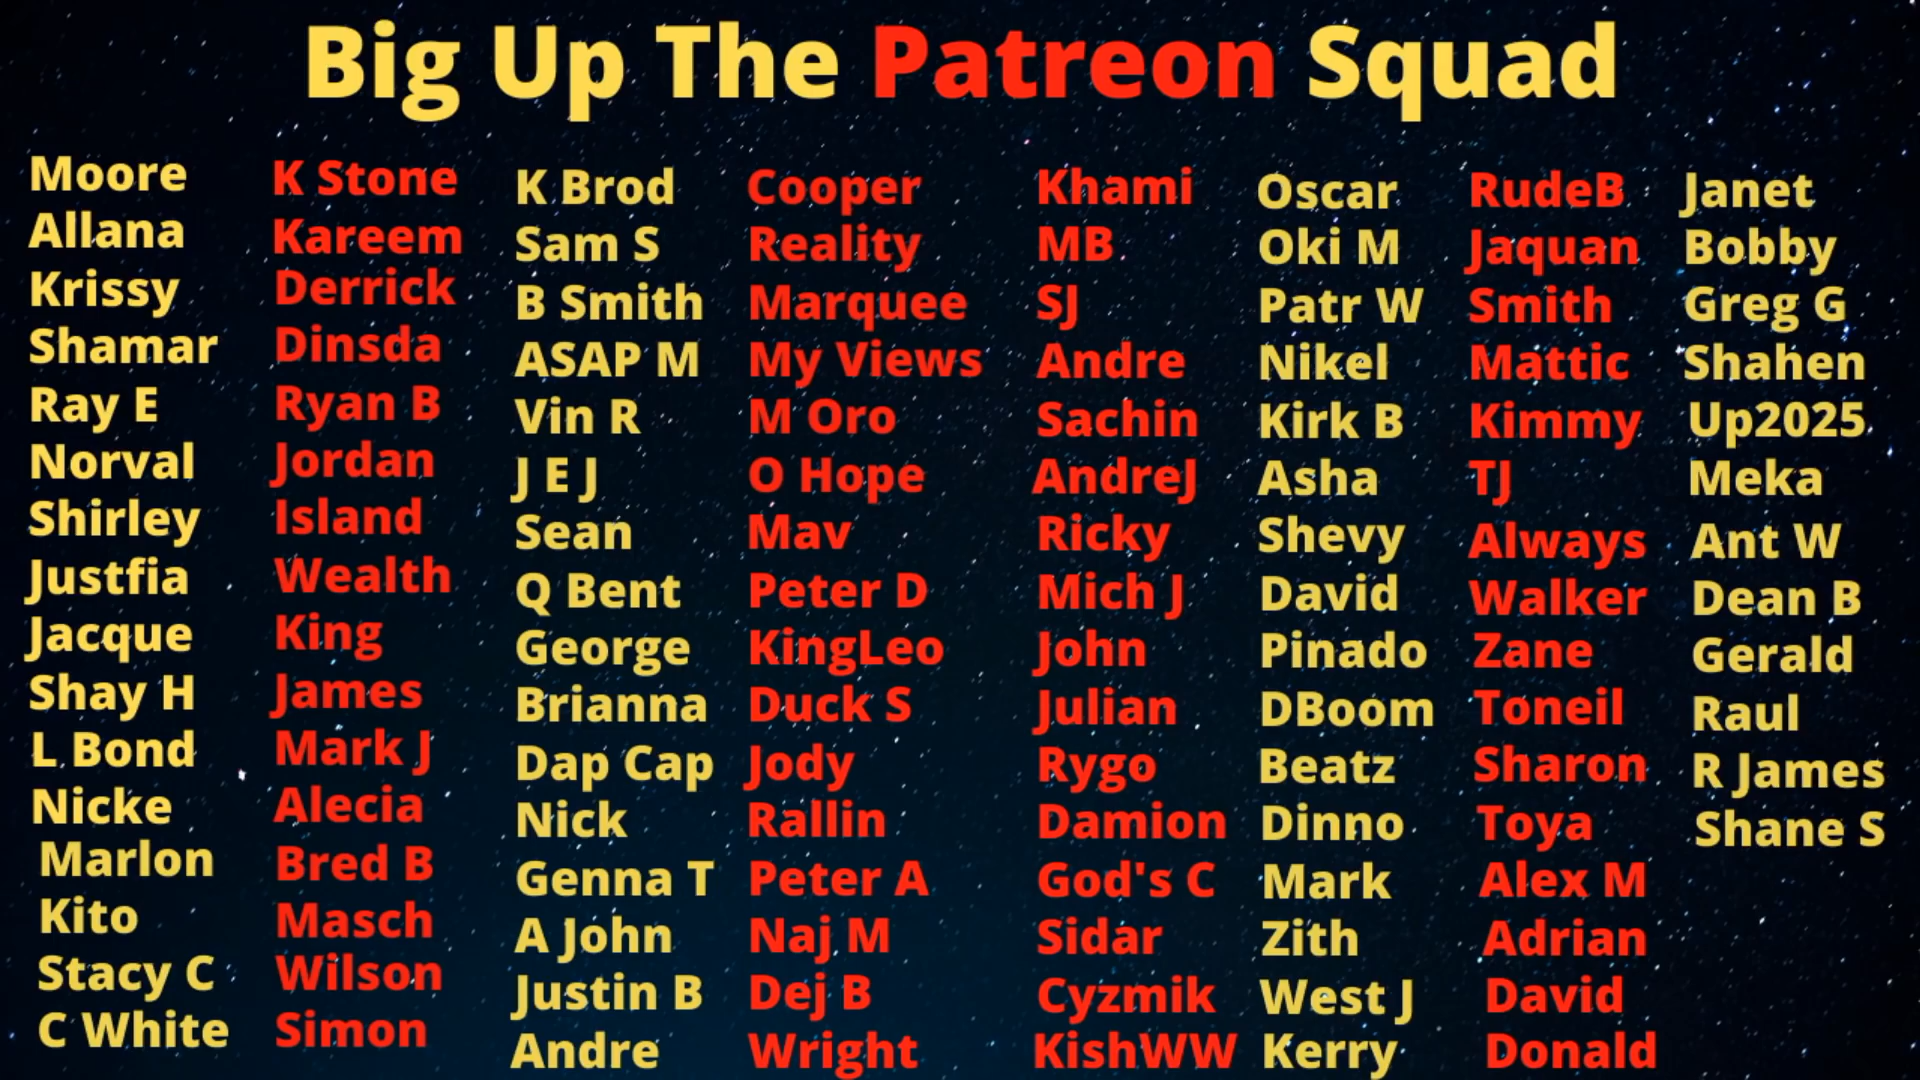 Big Up The Patreon Squad
Moore
Allana
Krissy
Shamar
Ray E
Norval
Shirley
Justfia
Jacque
Shay H
L Bond
Nicke
Marlon
Kito
Stacy C
C White
K Stone
Kareem
Derrick
Dinsda
Ryan B
Jordan
Island
Wealth
King
James
Mark J
Alecia
Bred B
Masch
Wilson
Simon
K Brod
Sam S
B Smith
ASAP M
Vin R
J E J
Sean
Q Bent
George
Brianna
Dap Cap
Nick
Genna T
A John
Justin B
Andre
Cooper
Reality
Marquee
My Views
M Oro
O Hope
Mav
Peter D
KingLeo
Duck S
Jody
Rallin
Peter A
Naj M
Dej B
Wright
Khami
MB
SJ
Andre
Sachin
AndreJ
Ricky
Mich J
John
Julian
Rygo
Damion
God's C
Sidar
Cyzmik
KishWW
Oscar
Oki M
Patr W
Nikel
Kirk B
Asha
Shevy
David
Pinado
DBoom
Beatz
Dinno
Mark
Zith
West J
Kerry
RudeB
Jaquan
Smith
Mattic
Kimmy
TJ
Always
Walker
Zane
Toneil
Sharon
Toya
Alex M
Adrian
David
Donald
Janet
Bobby
Greg G
Shahen
Up2025
Meka
Ant W
Dean B
Gerald
Raul
R James
Shane S